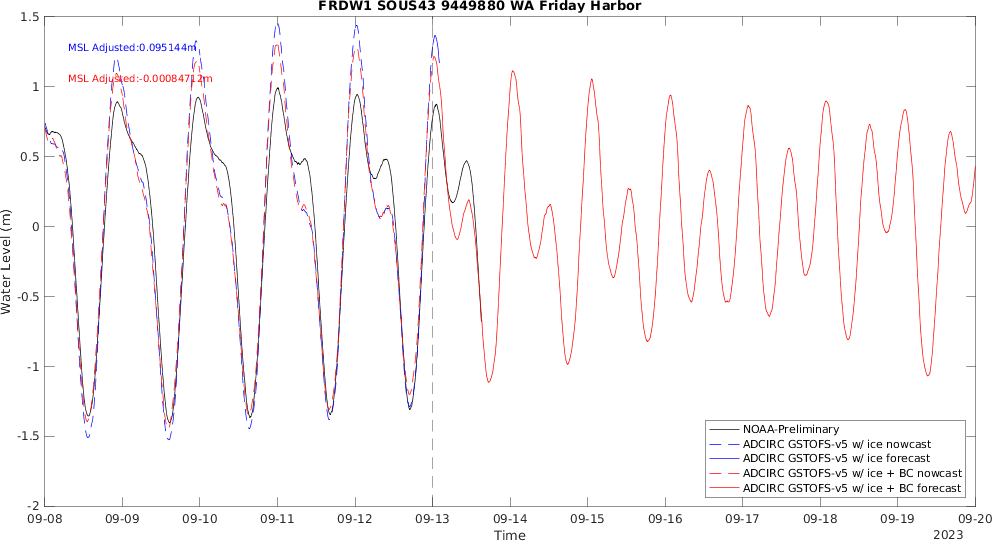 FRDW1 SOUS43 9449880 WA Friday Harbor
1.5
MSL Adjusted:0.095144m
MSL Adjusted:-0.00084712m
1
0.5
0
-0.5
-1
-1.5
-2
Water Level (m)
NOAA-Preliminary
ADCIRC GSTOFS-v5 w/ ice nowcast
ADCIRC GSTOFS-v5 w/ ice forecast
ADCIRC GSTOFS-v5 w/ ice + BC nowcast
ADCIRC GSTOFS-v5 w/ ice + BC forecast
09-08 09-09 09-10 09-11 09-12 09-13 09-14 09-15 09-16 09-17 09-18 09-19 09-20
Time
2023